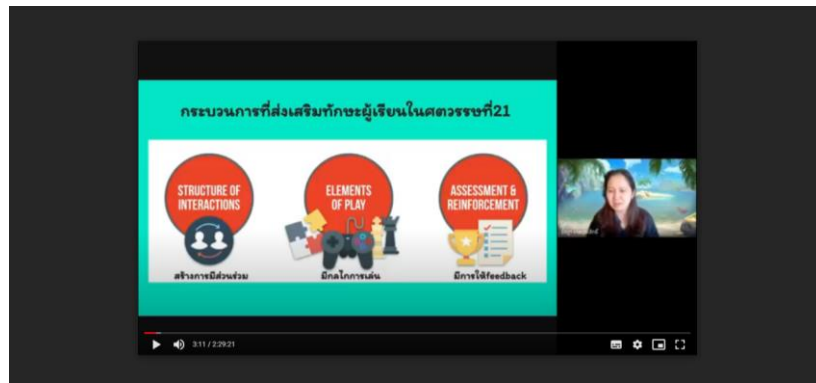 กระบวนการที่ส่งเสริมทักษะผู้เรียนในศตวรรษที่21
STRUCTURE OF
INTERACTIONS
สร้างการมีส่วนร่วม
ELEMENTS
OF PLAY
มีกลไกการเล่น
ASSESSMENT &
REINFORCEMENT
มีการให้feedback
3:11 / 2:29:21